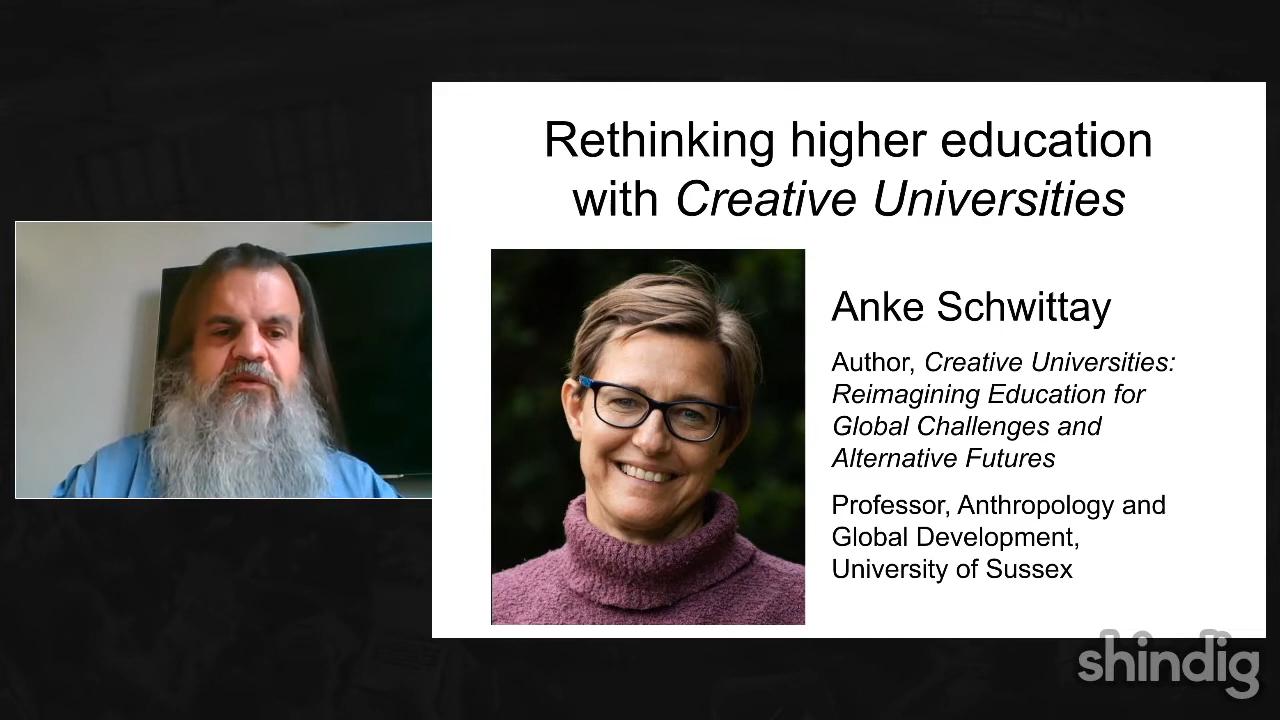 Rethinking higher education
with Creative Universities
Anke Schwittay
Author, Creative Universities:
Reimagining Education for
Global Challenges and
Alternative Futures
Professor, Anthropology and
Global Development,
University of Sussex
shindig